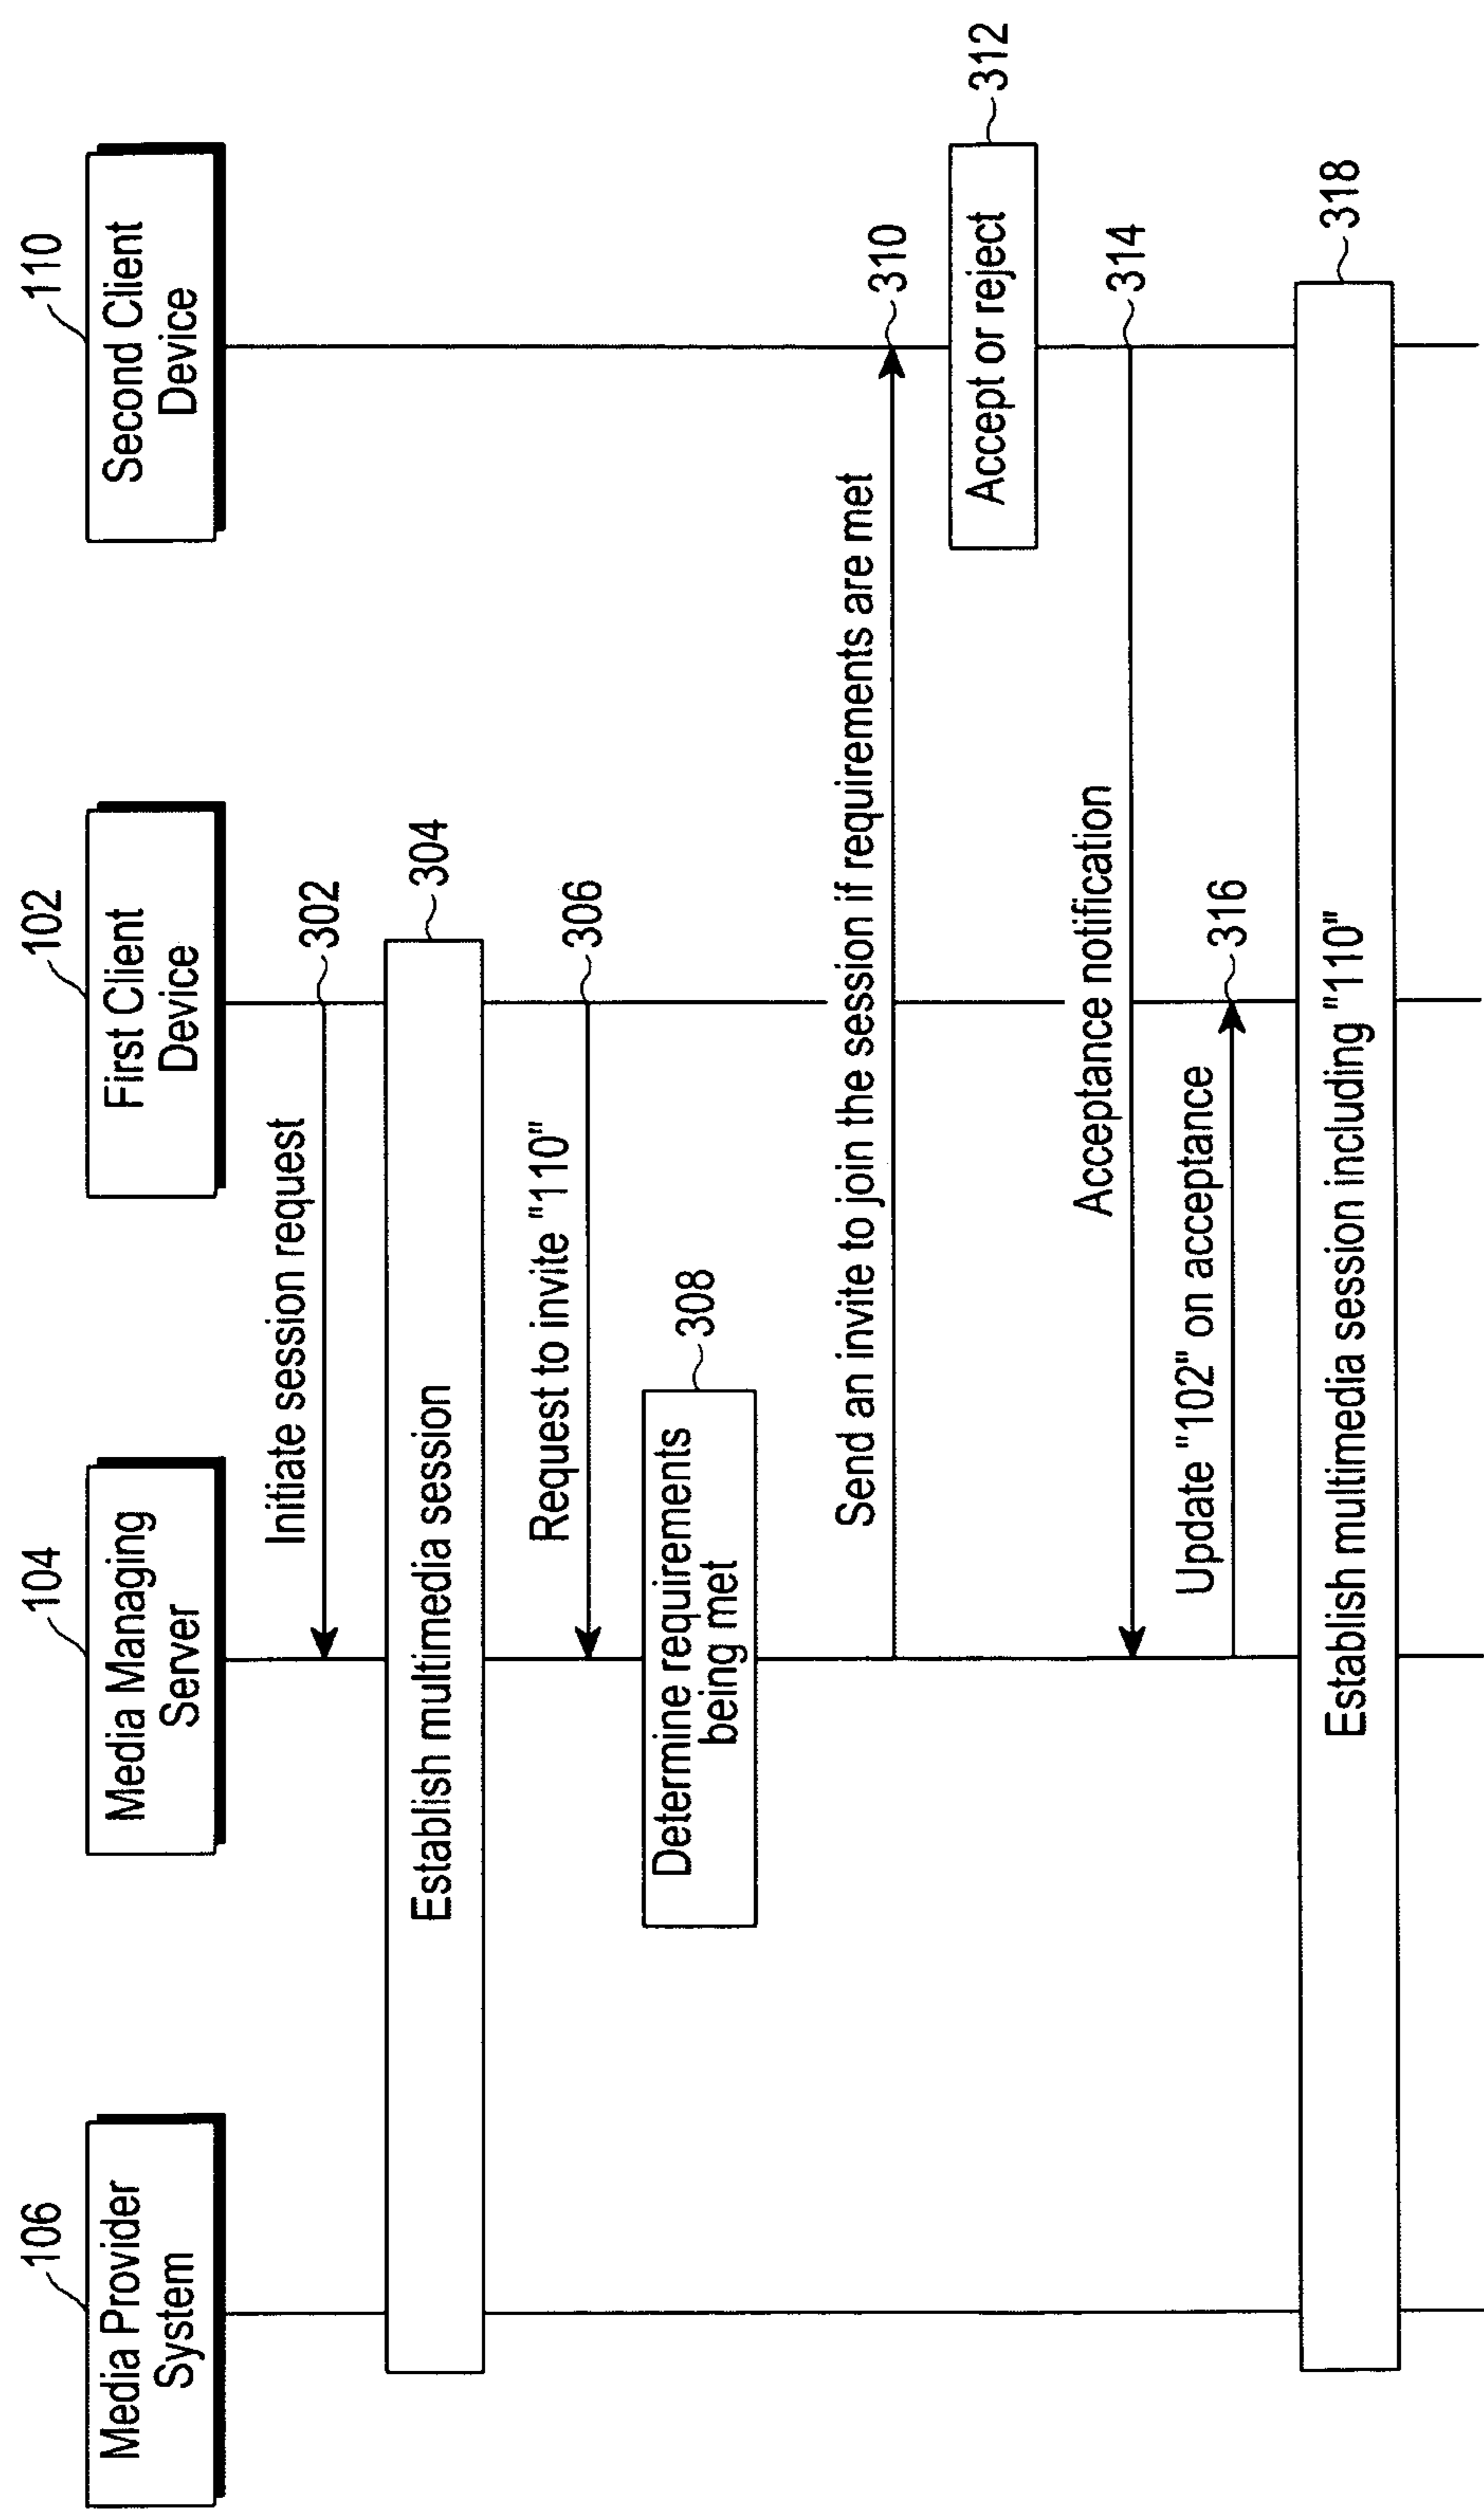 106
Media Provider
System
104
Media Managing
Server
102
First Client
Device
110
Second Client
Device
Initiate session request
302
Establish multimedia session
304
Request to invite "110"
306
Determine requirements
being met
308
Send an invite to join the session if requirements are met
310
Accept or reject
312
Acceptance notification
314
Update "102" on acceptance
316
Establish multimedia session including "110"
318